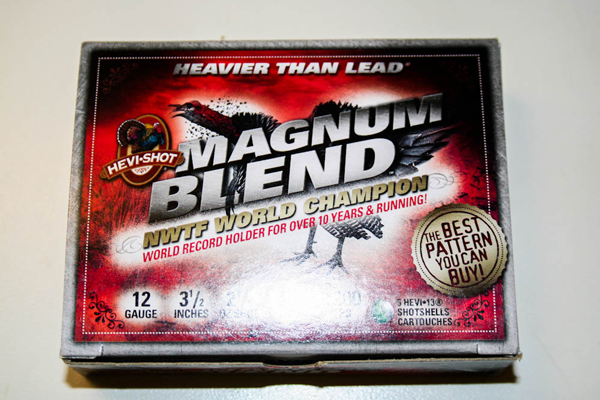 HEAVIER THAN LEAD®
HEVI•SHOT
MAGNUM
BLEND™
NWTF WORLD CHAMPION
WORLD RECORD HOLDER FOR OVER 10 YEARS & RUNNING!
THE BEST
PATTERN
YOU CAN
BUY!
12
GAUGE
3½
INCHES
5 HEVI•13®
SHOTSHELLS
CARTOUCHES